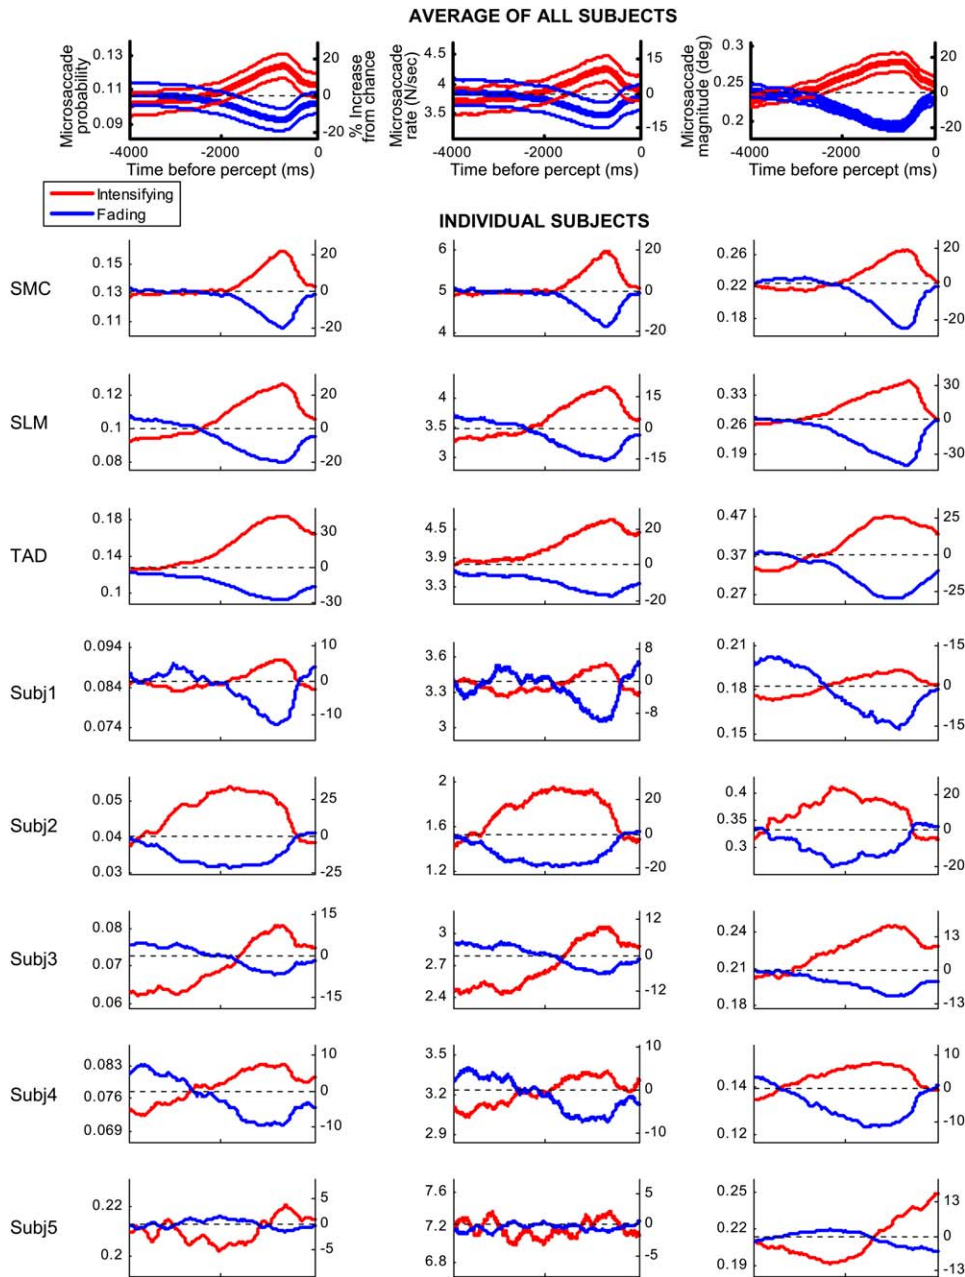 AVERAGE OF ALL SUBJECTS
Microsaccade probability
0.13
0.11
0.09
20
0
-20
% Increase from chance
-4000 -2000 0
Time before percept (ms)
Microsaccade rate (N/sec)
4.5
4.0
3.5
15
0
-15
-4000 -2000 0
Time before percept (ms)
Microsaccade magnitude (deg)
0.3
0.25
0.2
20
0
-20
-4000 -2000 0
Time before percept (ms)
Intensifying
Fading
INDIVIDUAL SUBJECTS
SMC
0.15 0.13 0.11
20 0 -20
6 5 4
20 0 -20
0.26 0.22 0.18
20 0 -20
SLM
0.12 0.1 0.08
20 0 -20
4 3.5 3
15 0 -15
0.33 0.26 0.19
30 0 -30
TAD
0.18 0.14 0.1
30 0 -30
4.5 3.9 3.3
20 0 -20
0.47 0.37 0.27
25 0 -25
Subj1
0.094 0.084 0.074
10 0 -10
3.6 3.3 3
8 0 -8
0.21 0.18 0.15
-15 0 -15
Subj2
0.05 0.04 0.03
25 0 -25
2 1.6 1.2
20 0 -20
0.4 0.35 0.3
20 0 -20
Subj3
0.08 0.07 0.06
15 0 -15
3 2.7 2.4
12 0 -12
0.24 0.21 0.18
13 0 -13
Subj4
0.083 0.076 0.069
10 0 -10
3.5 3.2 2.9
10 0 -10
0.14 0.12
10 0 -10
Subj5
0.22 0.2
5 0 -5
7.6 7.2 6.8
5 0 -5
0.25 0.22 0.19
13 0 -13